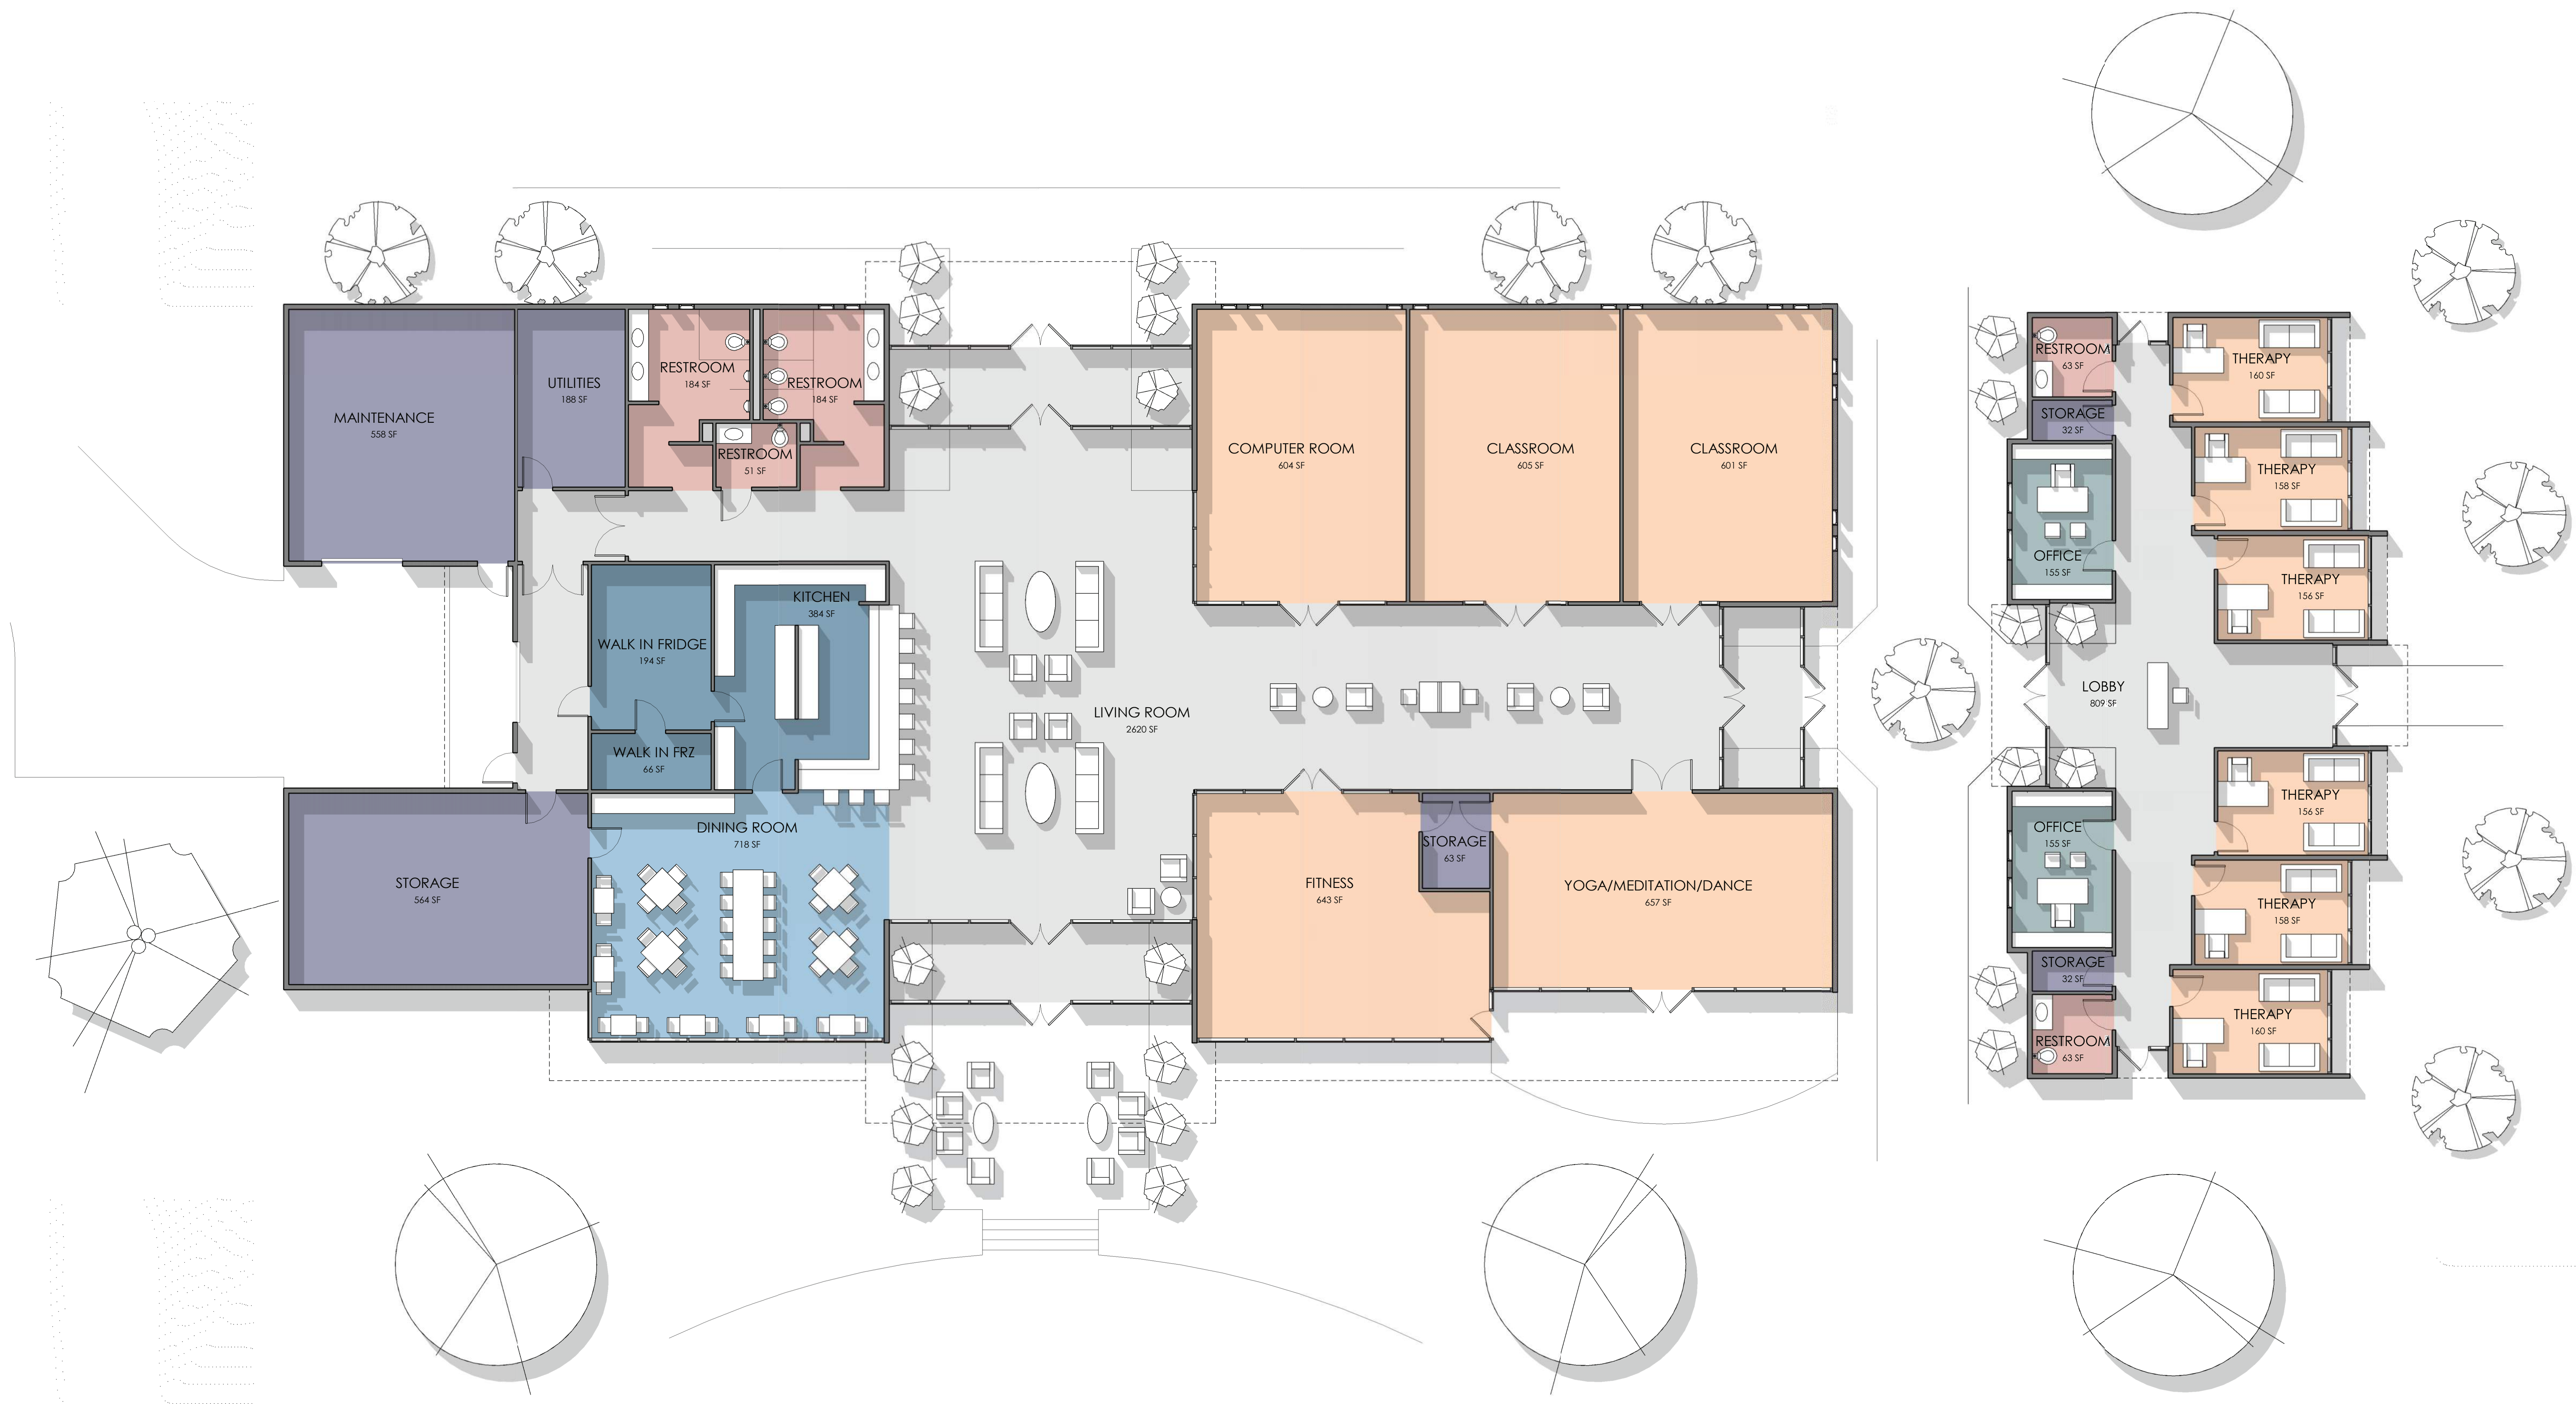 MAINTENANCE
558 SF
UTILITIES
188 SF
RESTROOM
184 SF
RESTROOM
184 SF
RESTROOM
51 SF
COMPUTER ROOM
604 SF
CLASSROOM
605 SF
CLASSROOM
601 SF
WALK IN FRIDGE
194 SF
KITCHEN
384 SF
WALK IN FRZ
66 SF
LIVING ROOM
2620 SF
DINING ROOM
718 SF
STORAGE
564 SF
FITNESS
643 SF
STORAGE
63 SF
YOGA/MEDITATION/DANCE
657 SF
RESTROOM
63 SF
THERAPY
160 SF
STORAGE
32 SF
THERAPY
158 SF
OFFICE
155 SF
THERAPY
156 SF
LOBBY
809 SF
THERAPY
156 SF
OFFICE
155 SF
THERAPY
158 SF
STORAGE
32 SF
THERAPY
160 SF
RESTROOM
63 SF